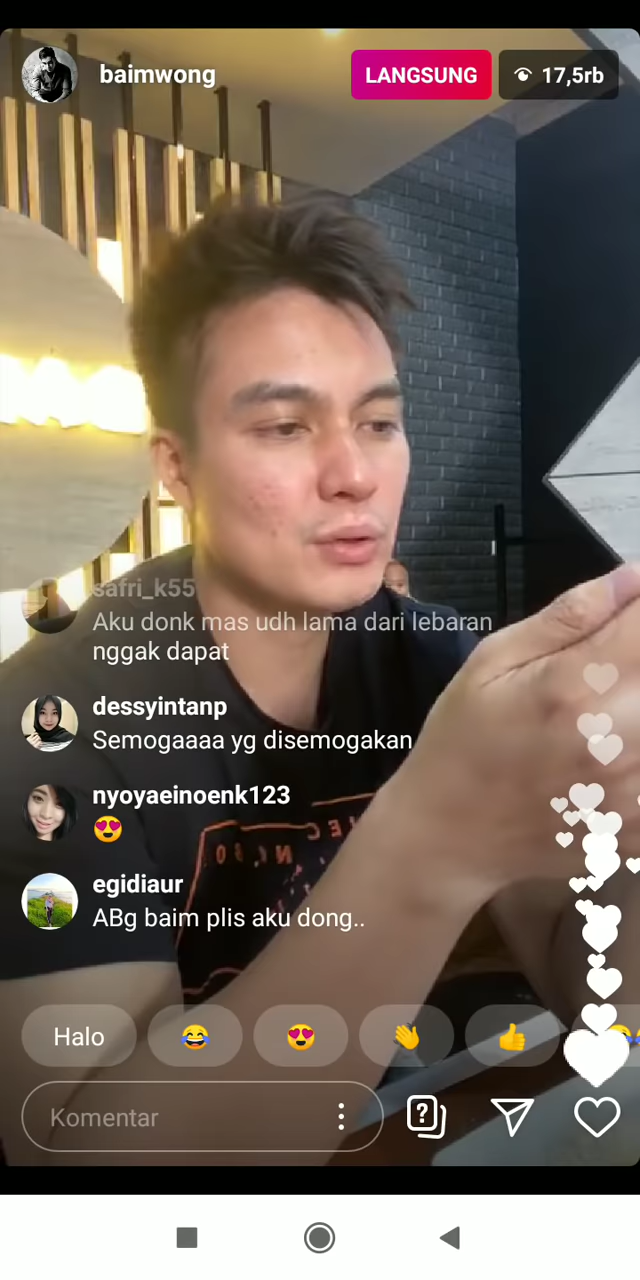 baimwong
LANGSUNG
17,5rb
safri_k55
Aku donk mas udh lama dari lebaran
nggak dapat
dessyintanp
Semogaaaa yg disemogakan
nyoyaeinoenk123
😍
egidiaur
ABg baim plis aku dong..
Halo
😂
😍
👋
👍
😂
Komentar